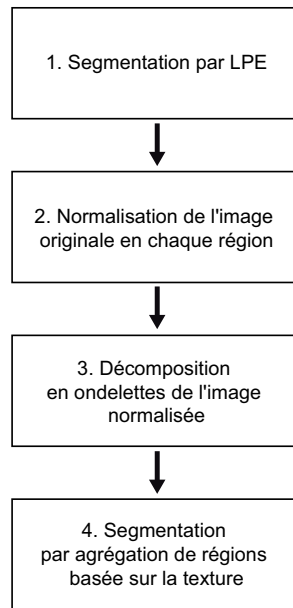 1. Segmentation par LPE
2. Normalisation de l'image
originale en chaque région
3. Décomposition
en ondelettes de l'image
normalisée
4. Segmentation
par agrégation de régions
basée sur la texture